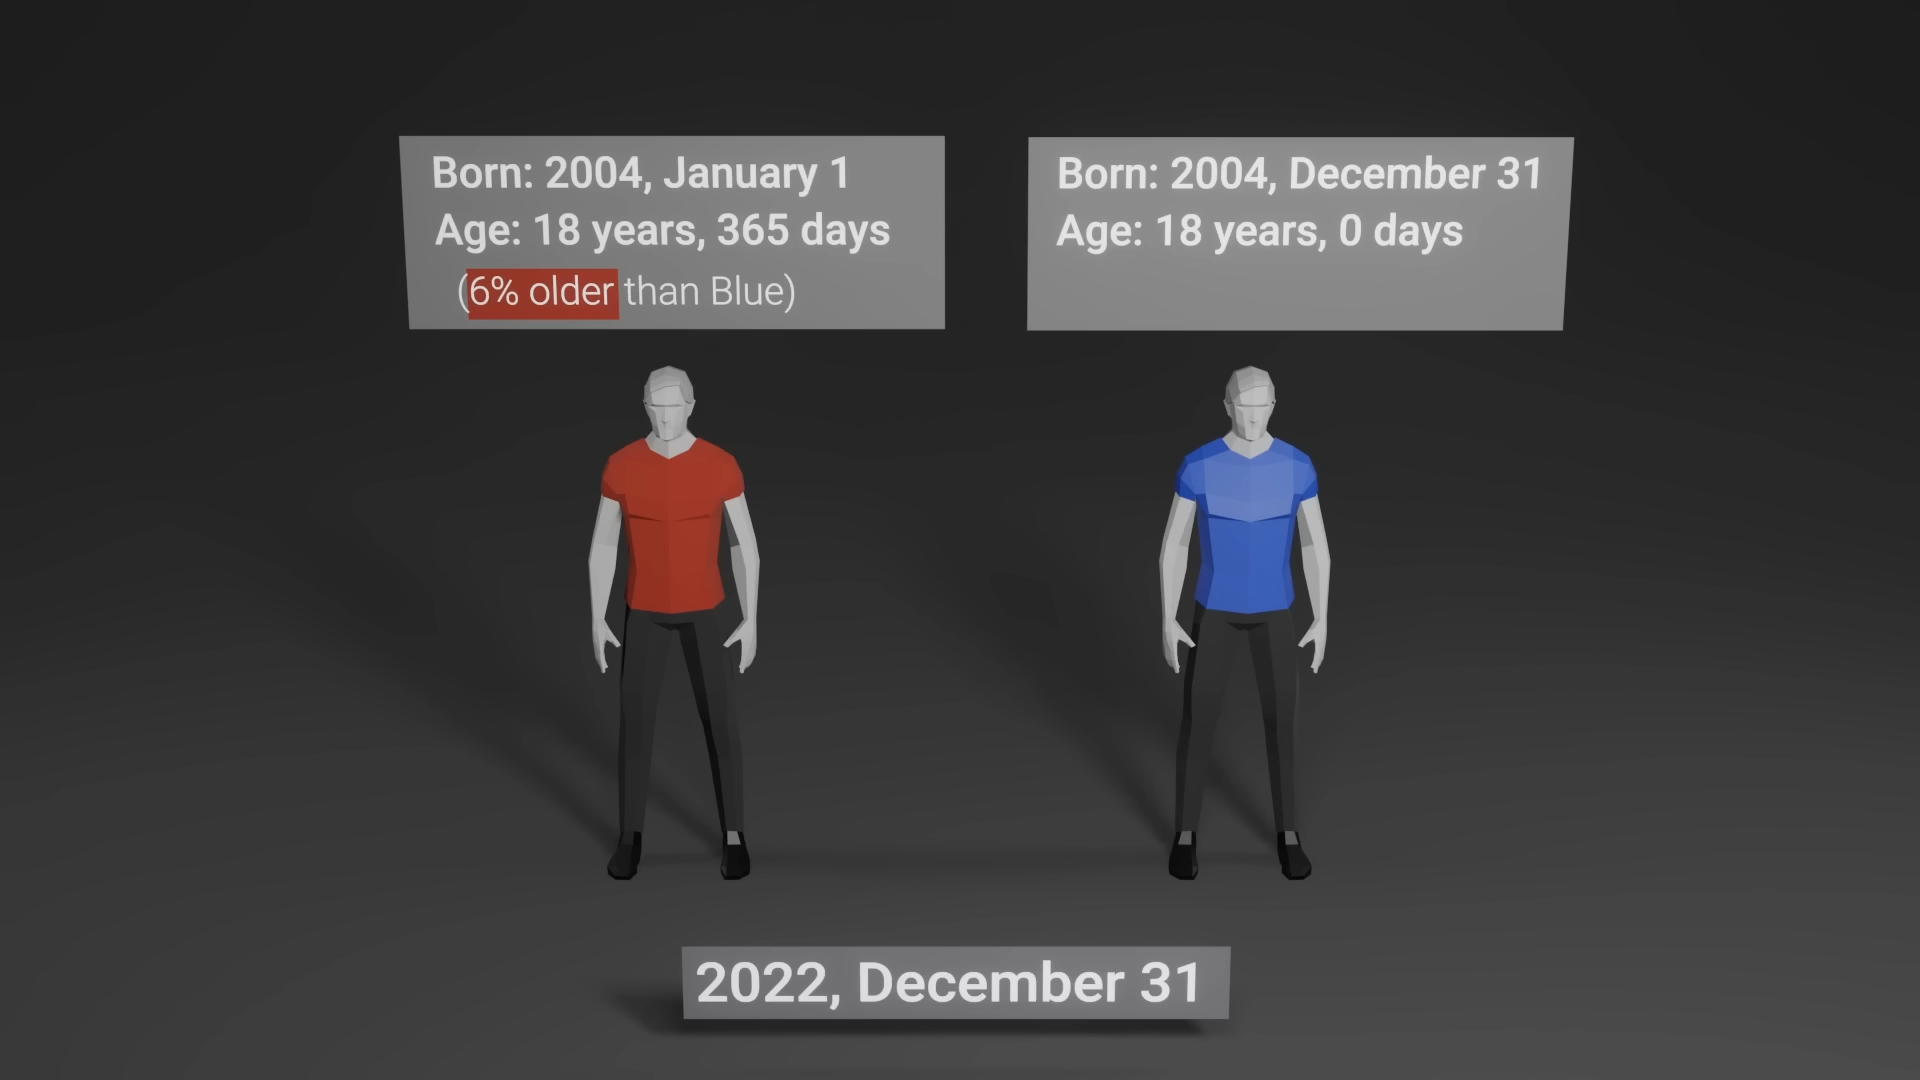 Born: 2004, January 1
Age: 18 years, 365 days
(6% older than Blue)
Born: 2004, December 31
Age: 18 years, 0 days
2022, December 31